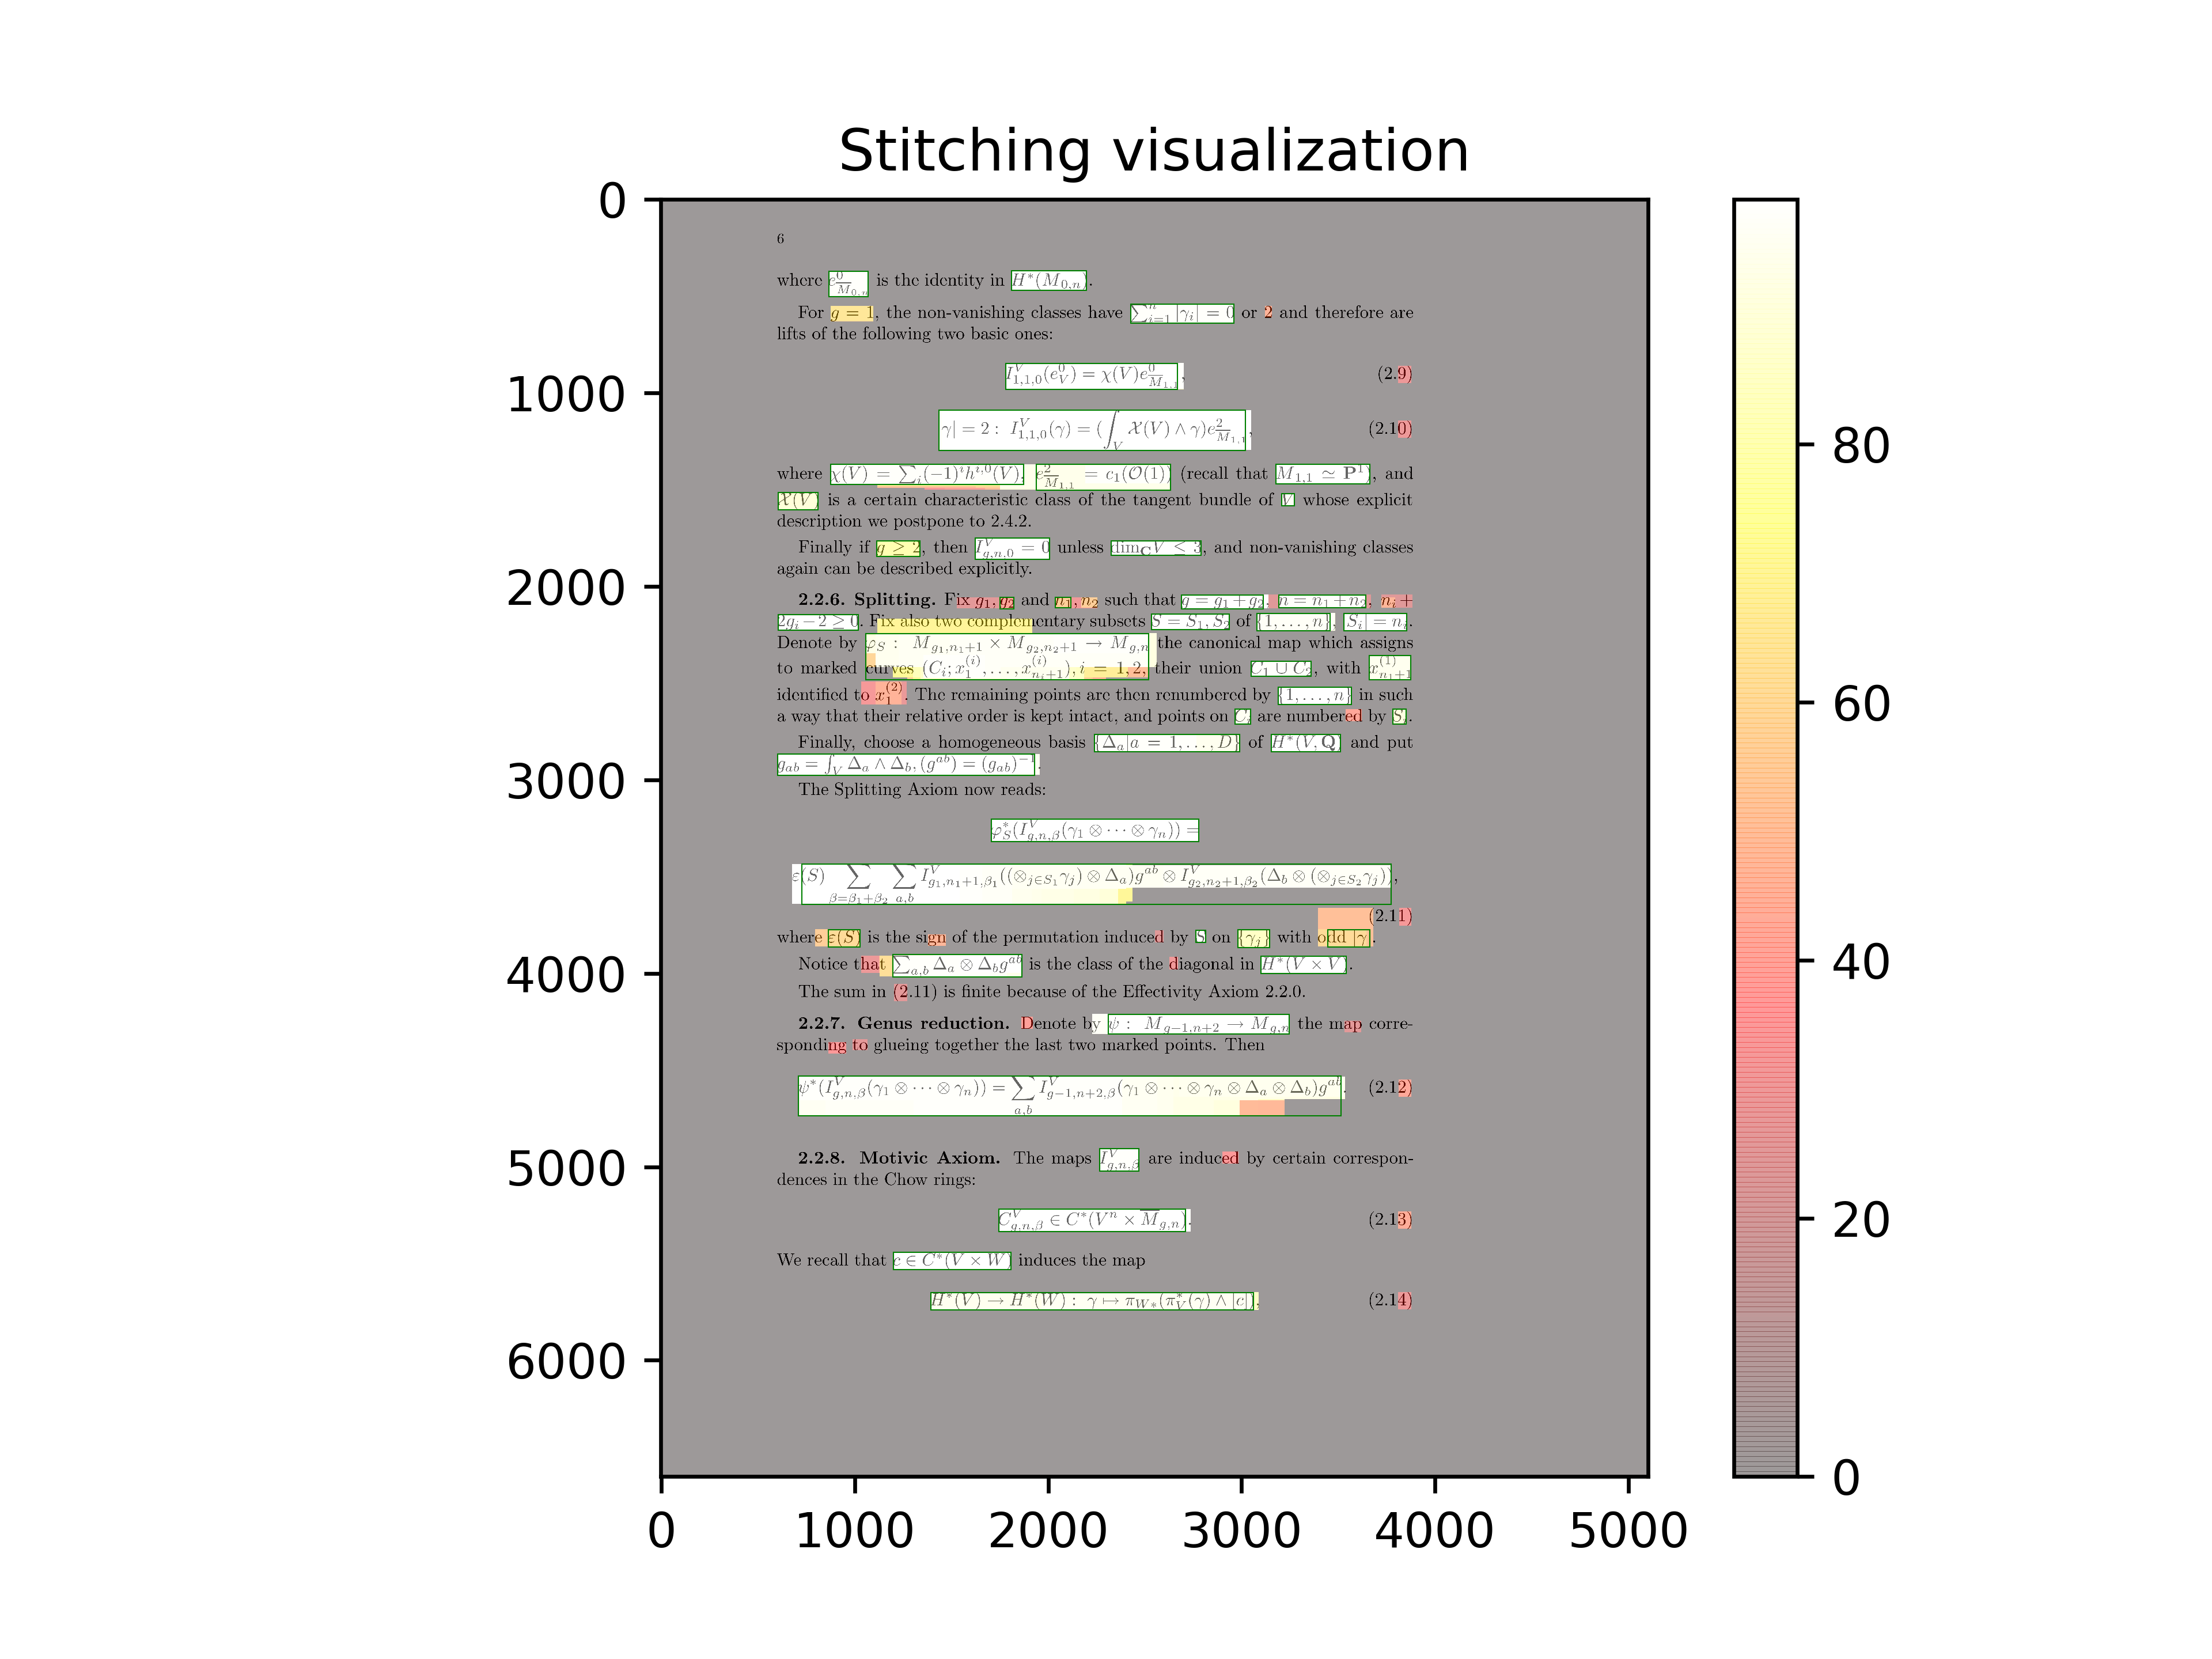 Stitching visualization
0
1000
2000
3000
4000
5000
6000
6
where e^0_{\overline{M}_{0,n}} is the identity in H*(M_{0,n}).
For g = 1, the non-vanishing classes have ∑_{i=1}^n |γ_i| = 0 or 2 and therefore are
lifts of the following two basic ones:
I^V_{1,1,0}(e^0_V) = χ(V)e^0_{\overline{M}_{1,1}}, (2.9)
γ| = 2 : I^V_{1,1,0}(γ) = (∫_V 𝒳(V) ∧ γ)e^2_{\overline{M}_{1,1}}, (2.10)
where χ(V) = ∑_i(−1)^i h^{i,0}(V), e^2_{\overline{M}_{1,1}} = c_1(𝒪(1)) (recall that M_{1,1} ≃ P^1), and
𝒳(V) is a certain characteristic class of the tangent bundle of V whose explicit
description we postpone to 2.4.2.
Finally if g ≥ 2, then I^V_{g,n,0} = 0 unless dim_C V ≤ 3, and non-vanishing classes
again can be described explicitly.
2.2.6. Splitting. Fix g_1, g_2 and n_1, n_2 such that g = g_1 + g_2, n = n_1 + n_2, n_i +
2g_i − 2 ≥ 0. Fix also two complementary subsets S = S_1, S_2 of {1, . . . , n}, S_i| = n_i.
Denote by φ_S : M_{g_1,n_1+1} × M_{g_2,n_2+1} → M_{g,n} the canonical map which assigns
to marked curves (C_i; x_1^{(i)}, . . . , x_{n_i+1}^{(i)}), i = 1, 2, their union C_1 ∪ C_2, with x_{n_1+1}^{(1)}
identified to x_1^{(2)}. The remaining points are then renumbered by {1, . . . , n} in such
a way that their relative order is kept intact, and points on C_i are numbered by S_i.
Finally, choose a homogeneous basis {Δ_a|a = 1, . . . , D} of H*(V, Q) and put
g_{ab} = ∫_V Δ_a ∧ Δ_b, (g^{ab}) = (g_{ab})^{−1}.
The Splitting Axiom now reads:
φ*_S(I^V_{g,n,β}(γ_1 ⊗ · · · ⊗ γ_n)) =
ε(S) ∑_{β=β_1+β_2} ∑_{a,b} I^V_{g_1,n_1+1,β_1}((⊗_{j∈S_1}γ_j) ⊗ Δ_a)g^{ab} ⊗ I^V_{g_2,n_2+1,β_2}(Δ_b ⊗ (⊗_{j∈S_2}γ_j)),
(2.11)
where ε(S) is the sign of the permutation induced by S on {γ_j} with odd |γ|.
Notice that ∑_{a,b} Δ_a ⊗ Δ_b g^{ab} is the class of the diagonal in H*(V × V).
The sum in (2.11) is finite because of the Effectivity Axiom 2.2.0.
2.2.7. Genus reduction. Denote by ψ : M_{g−1,n+2} → M_{g,n} the map corre-
sponding to glueing together the last two marked points. Then
ψ*(I^V_{g,n,β}(γ_1 ⊗ · · · ⊗ γ_n)) = ∑_{a,b} I^V_{g−1,n+2,β}(γ_1 ⊗ · · · ⊗ γ_n ⊗ Δ_a ⊗ Δ_b)g^{ab}. (2.12)
2.2.8. Motivic Axiom. The maps I^V_{g,n,β} are induced by certain correspon-
dences in the Chow rings:
C^V_{g,n,β} ∈ C*(V^n × \overline{M}_{g,n}). (2.13)
We recall that c ∈ C*(V × W) induces the map
H*(V) → H*(W) : γ ↦ π_{W*}(π*_V(γ) ∧ |c|), (2.14)
0 1000 2000 3000 4000 5000
80
60
40
20
0